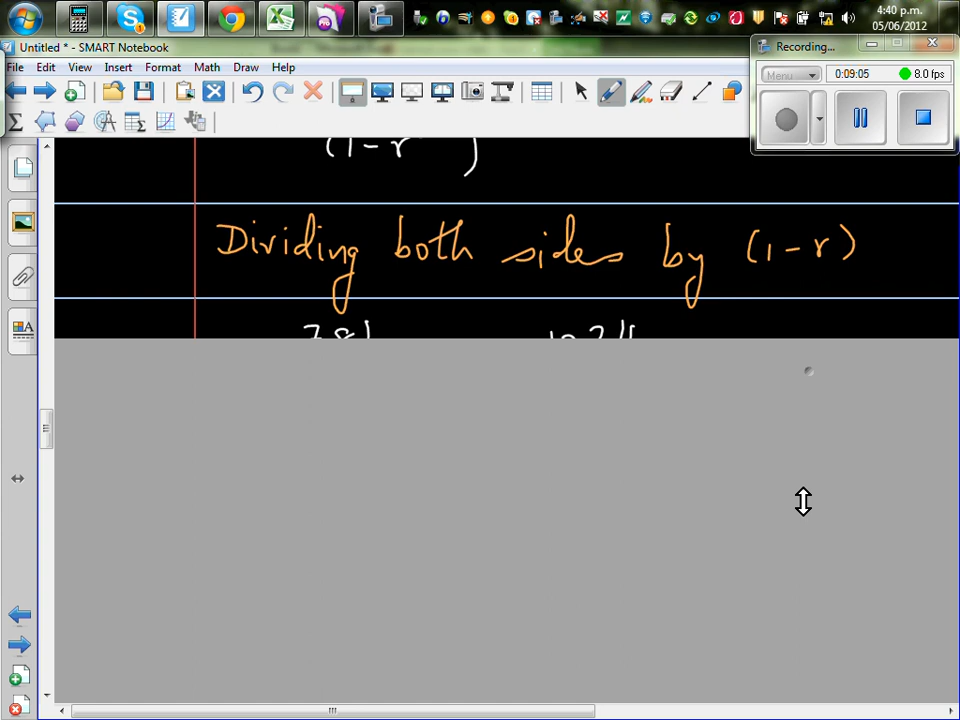 4:40 p.m.
05/06/2012
Untitled * - SMART Notebook
Recording...
File Edit View Insert Format Math Draw Help
Menu
0:09:05
8.0 fps
(1-r )
Dividing both sides by (1-r)